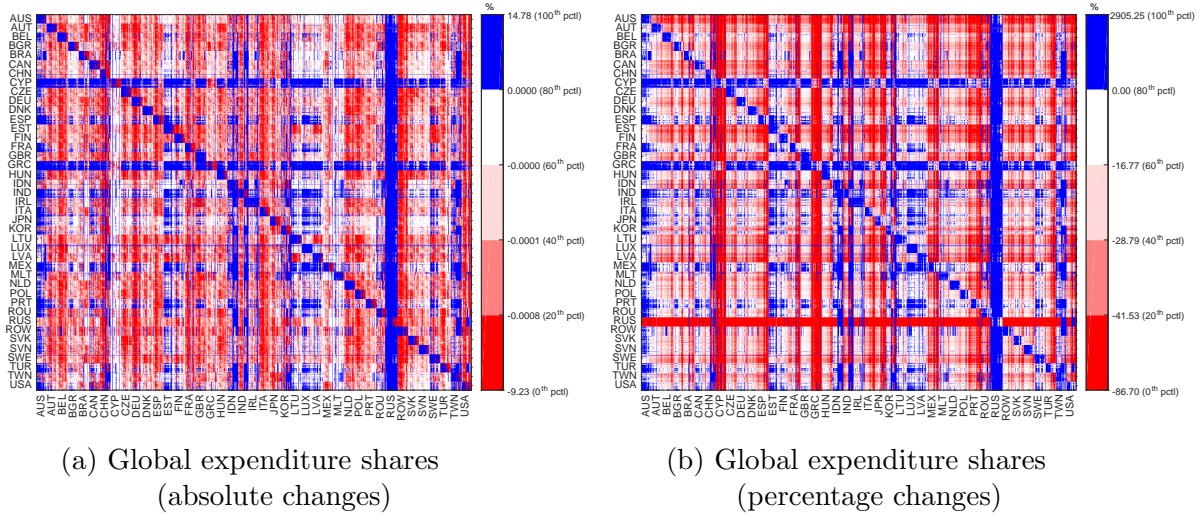 %
14.78 (100th pctl)
0.0000 (80th pctl)
-0.0000 (60th pctl)
-0.0001 (40th pctl)
-0.0008 (20th pctl)
-9.23 (0th pctl)
AUS
AUT
BEL
BGR
BRA
CAN
CHN
CYP
CZE
DEU
DNK
ESP
EST
FIN
FRA
GBR
GRC
HUN
IDN
IND
IRL
ITA
JPN
KOR
LTU
LUX
LVA
MEX
MLT
NLD
POL
PRT
ROU
RUS
ROW
SVK
SVN
SWE
TUR
TWN
USA
AUS AUT BEL BGR BRA CAN CHN CYP CZE DEU DNK ESP EST FIN FRA GBR GRC HUN IDN IND IRL ITA JPN KOR LTU LUX LVA MEX MLT NLD POL PRT ROU RUS ROW SVK SVN SWE TUR TWN USA
(a) Global expenditure shares
(absolute changes)
%
2905.25 (100th pctl)
0.00 (80th pctl)
-16.77 (60th pctl)
-28.79 (40th pctl)
-41.53 (20th pctl)
-86.70 (0th pctl)
AUS
AUT
BEL
BGR
BRA
CAN
CHN
CYP
CZE
DEU
DNK
ESP
EST
FIN
FRA
GBR
GRC
HUN
IDN
IND
IRL
ITA
JPN
KOR
LTU
LUX
LVA
MEX
MLT
NLD
POL
PRT
ROU
RUS
ROW
SVK
SVN
SWE
TUR
TWN
USA
AUS AUT BEL BGR BRA CAN CHN CYP CZE DEU DNK ESP EST FIN FRA GBR GRC HUN IDN IND IRL ITA JPN KOR LTU LUX LVA MEX MLT NLD POL PRT ROU RUS ROW SVK SVN SWE TUR TWN USA
(b) Global expenditure shares
(percentage changes)